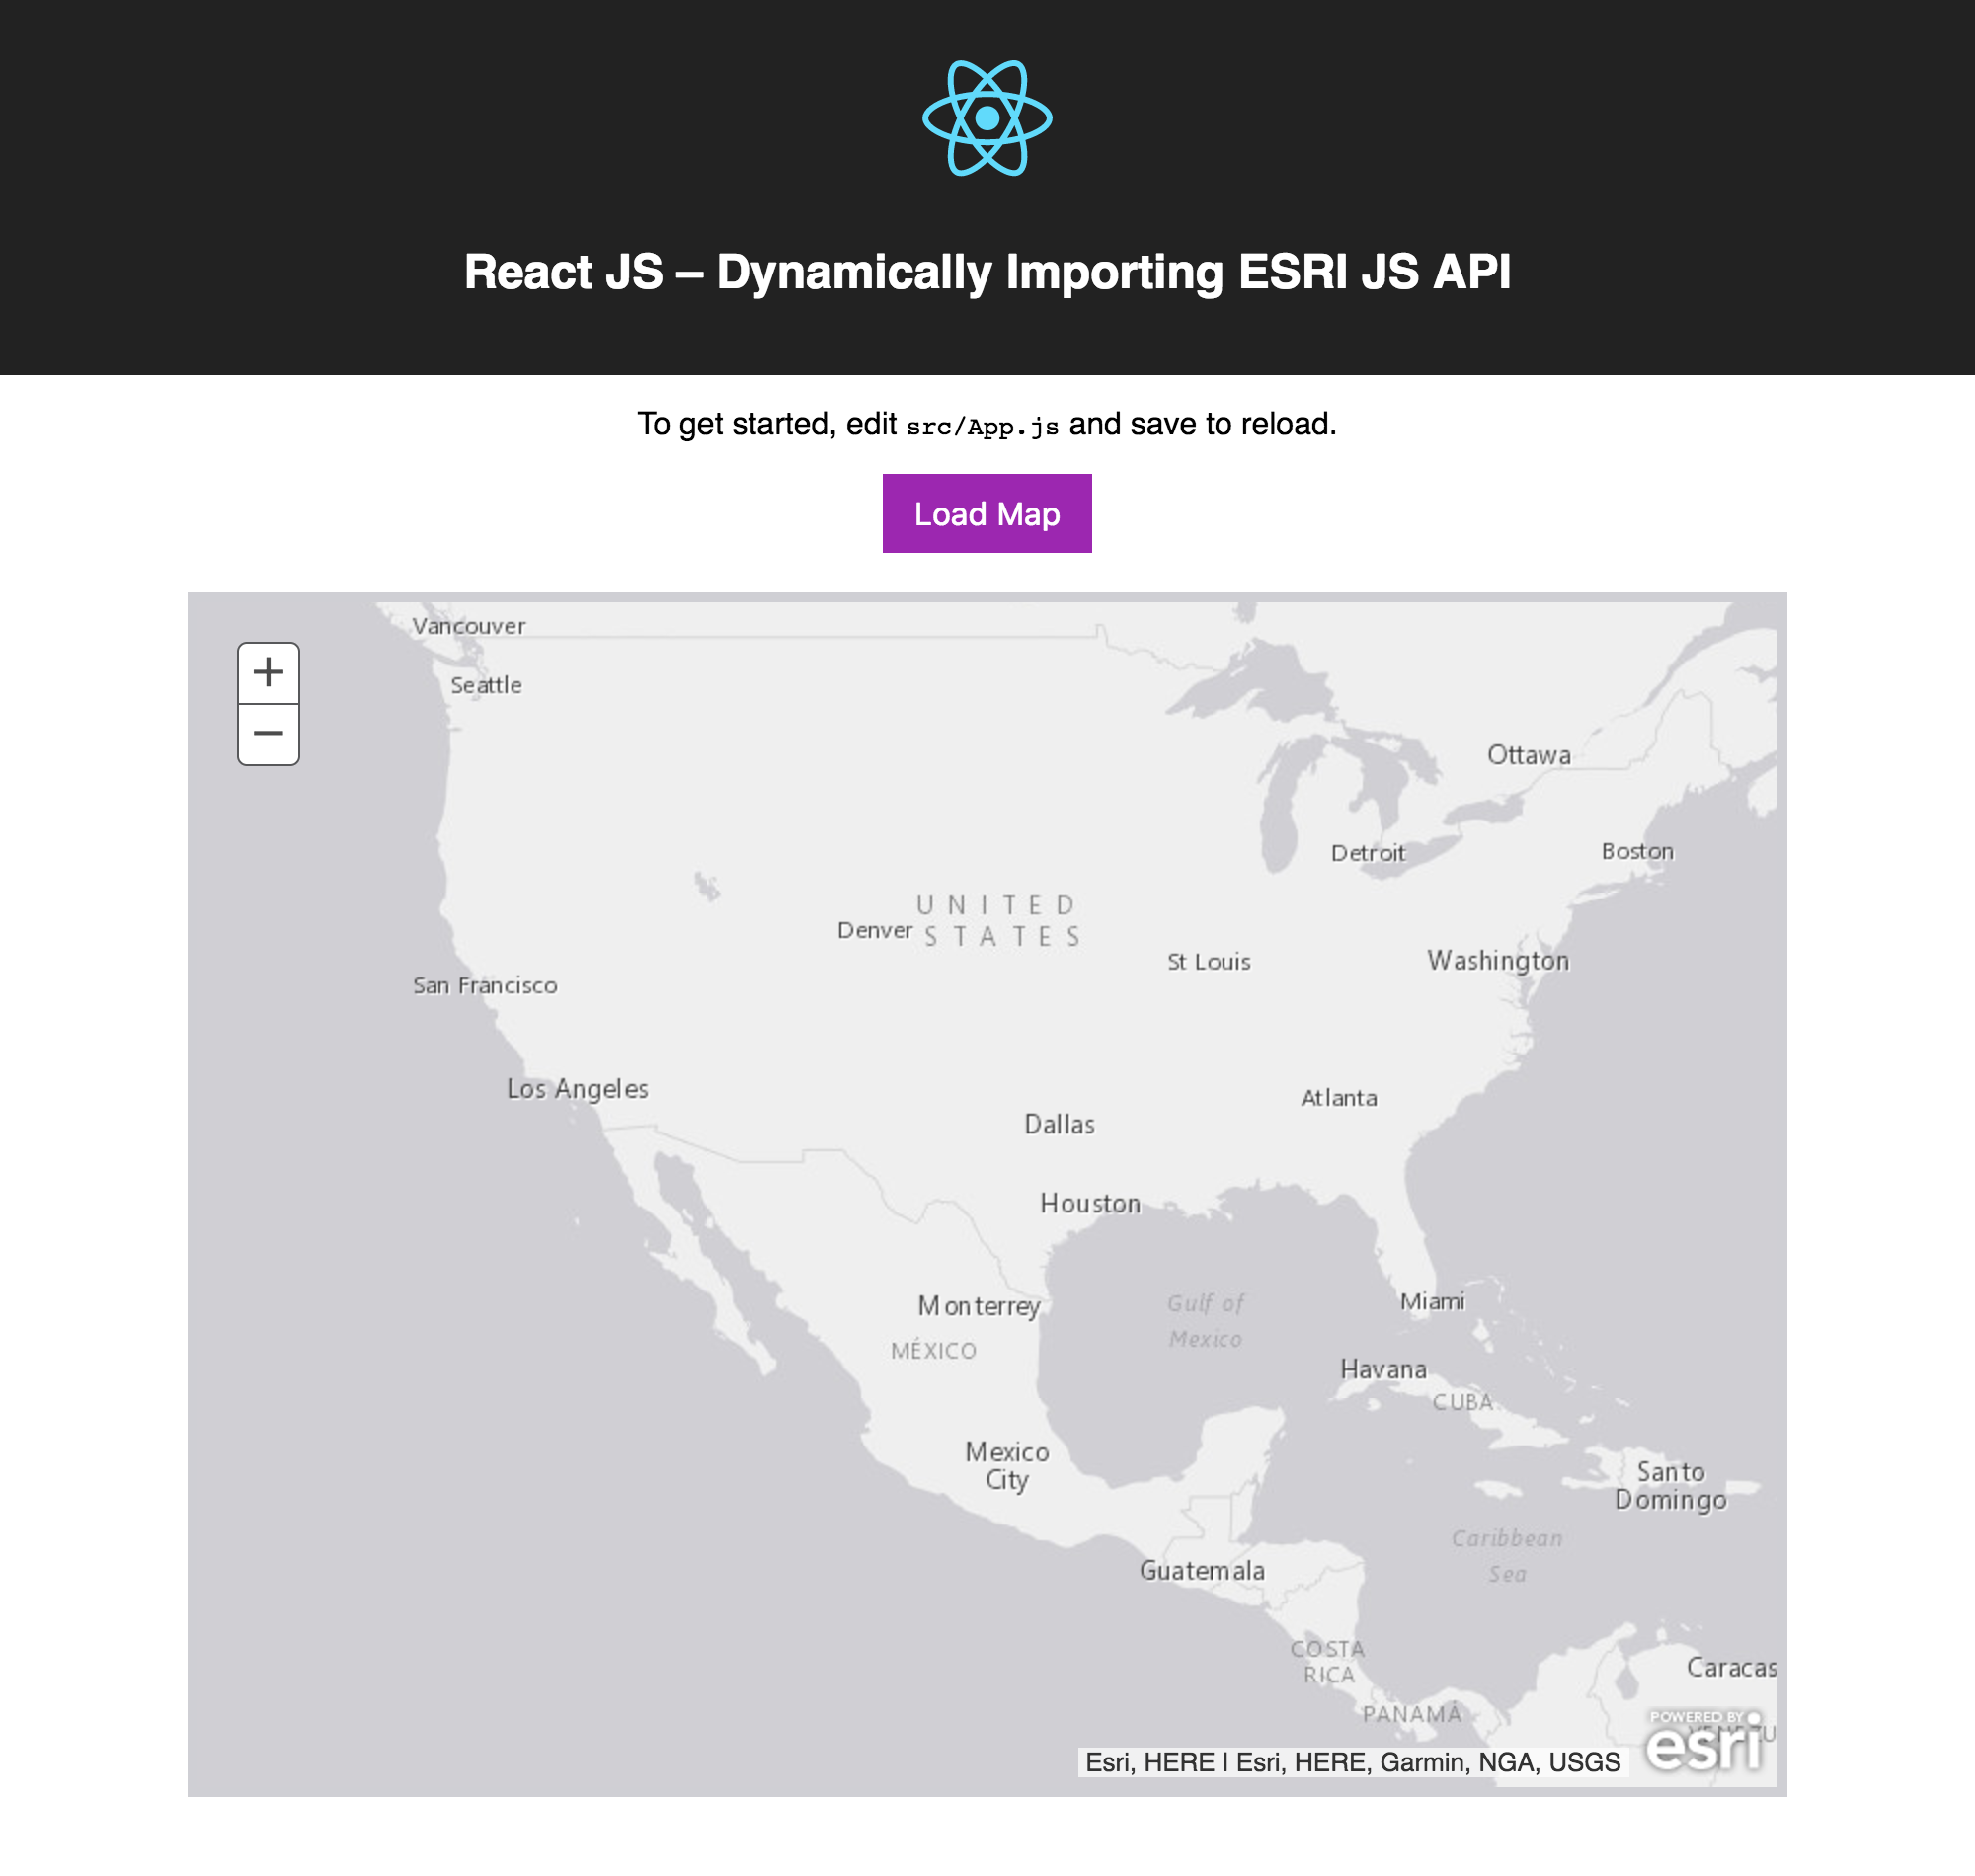 React JS – Dynamically Importing ESRI JS API
To get started, edit src/App.js and save to reload.
Load Map
+
−
Vancouver
Seattle
Ottawa
Detroit
Boston
UNITED
STATES
Denver
St Louis
Washington
San Francisco
Los Angeles
Atlanta
Dallas
Houston
Monterrey
Gulf of
Mexico
Miami
MÉXICO
Havana
CUBA
Mexico
City
Santo
Domingo
Caribbean
Sea
Guatemala
COSTA
RICA
Caracas
PANAMÁ
POWERED BY
esri
Esri, HERE | Esri, HERE, Garmin, NGA, USGS